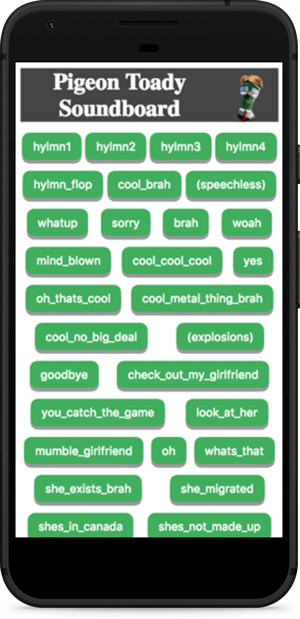 Pigeon Toady
Soundboard
hylmn1 hylmn2 hylmn3 hylmn4
hylmn_flop cool_brah (speechless)
whatup sorry brah woah
mind_blown cool_cool_cool yes
oh_thats_cool cool_metal_thing_brah
cool_no_big_deal (explosions)
goodbye check_out_my_girlfriend
you_catch_the_game look_at_her
mumble_girlfriend oh whats_that
she_exists_brah she_migrated
shes_in_canada shes_not_made_up